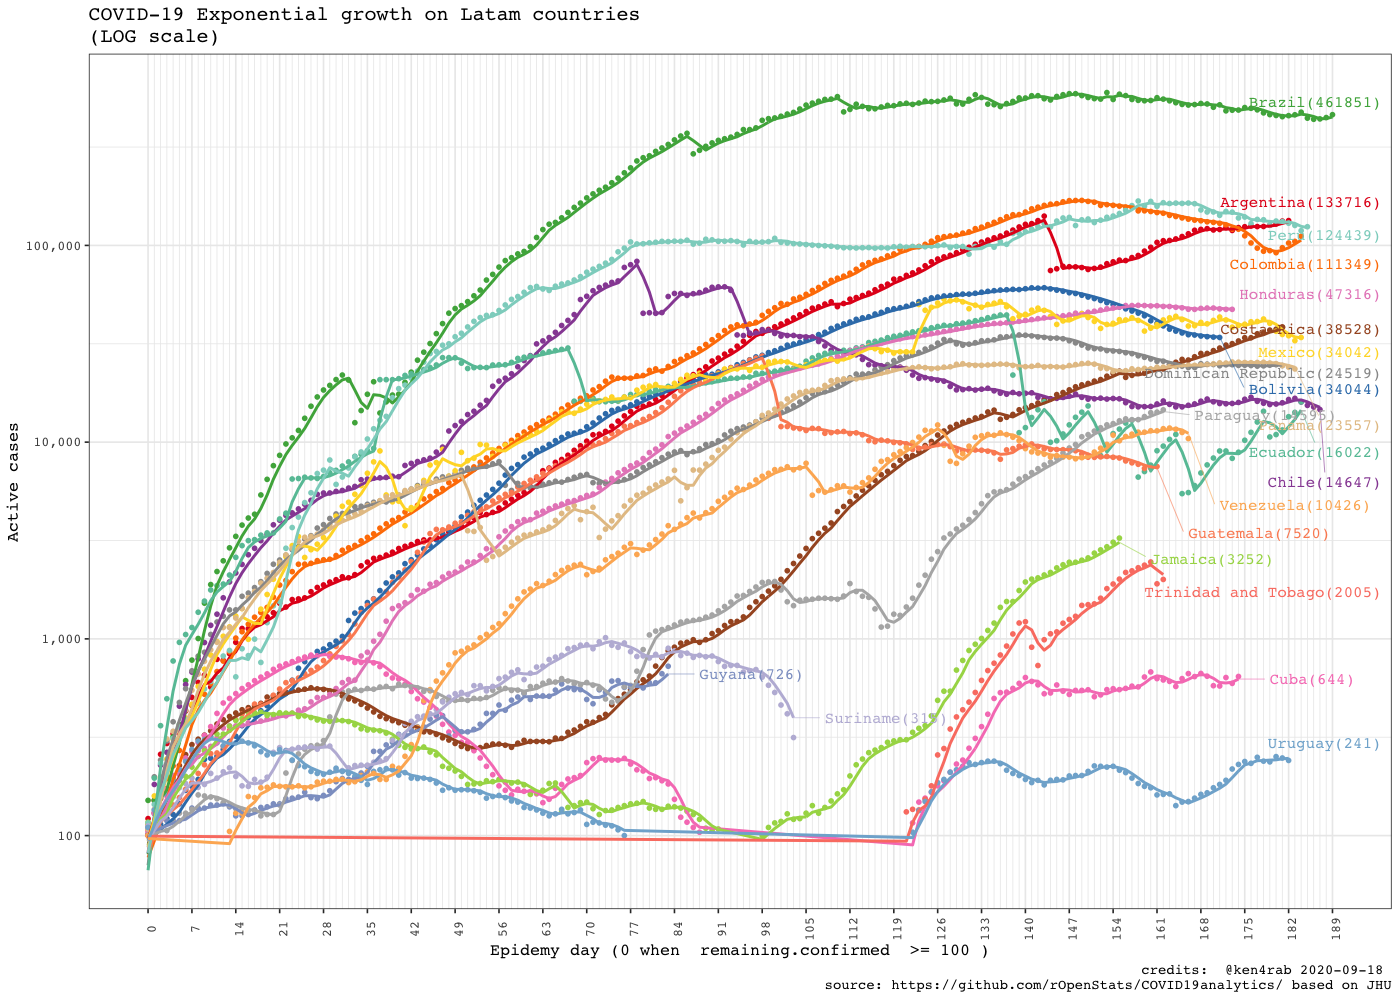 COVID-19 Exponential growth on Latam countries
(LOG scale)
Active cases
100,000
10,000
1,000
100
Brazil(461851)
Argentina(133716)
Peru(124439)
Colombia(111349)
Honduras(47316)
Costa Rica(38528)
Mexico(34042)
Dominican Republic(24519)
Bolivia(34044)
Panama(23557)
Ecuador(16022)
Chile(14647)
Venezuela(10426)
Guatemala(7520)
Jamaica(3252)
Trinidad and Tobago(2005)
Guyana(726)
Cuba(644)
Uruguay(241)
0 7 14 21 28 35 42 49 56 63 70 77 84 91 98 105 112 119 126 133 140 147 154 161 168 175 182 189
Epidemy day (0 when  remaining.confirmed  >= 100 )
credits:  @ken4rab 2020-09-18
source: https://github.com/rOpenStats/COVID19analytics/ based on JHU